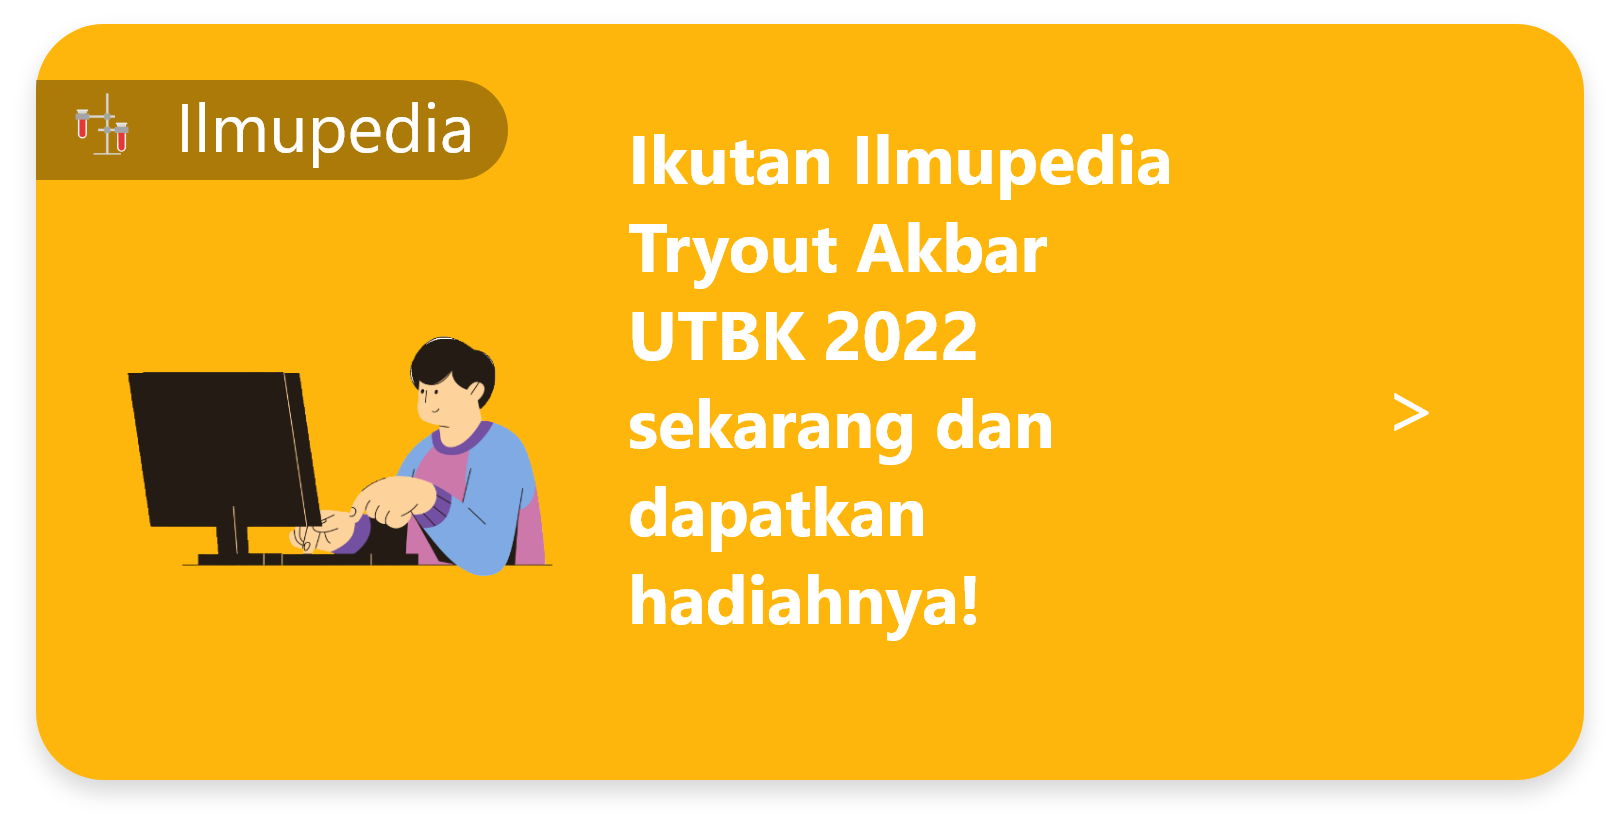 Ilmupedia
Ikutan Ilmupedia
Tryout Akbar
UTBK 2022
sekarang dan
dapatkan
hadiahnya!
>